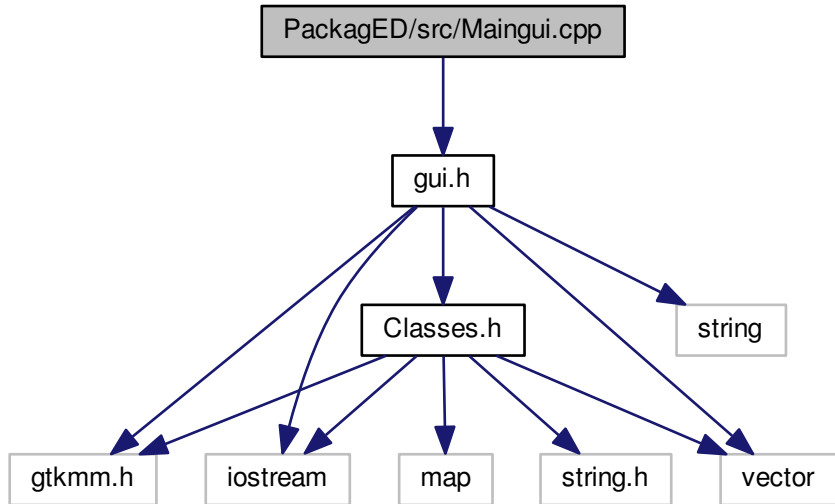 PackagED/src/Maingui.cpp
gui.h
Classes.h
string
gtkmm.h
iostream
map
string.h
vector